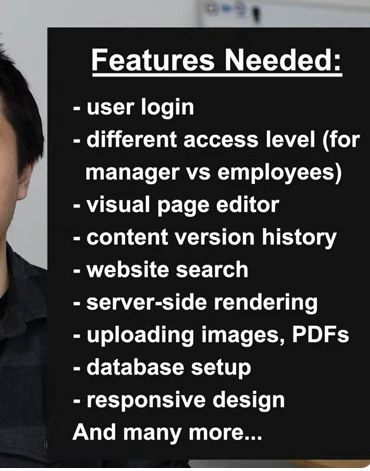 Features Needed:
- user login
- different access level (for
manager vs employees)
- visual page editor
- content version history
- website search
- server-side rendering
- uploading images, PDFs
- database setup
- responsive design
And many more...